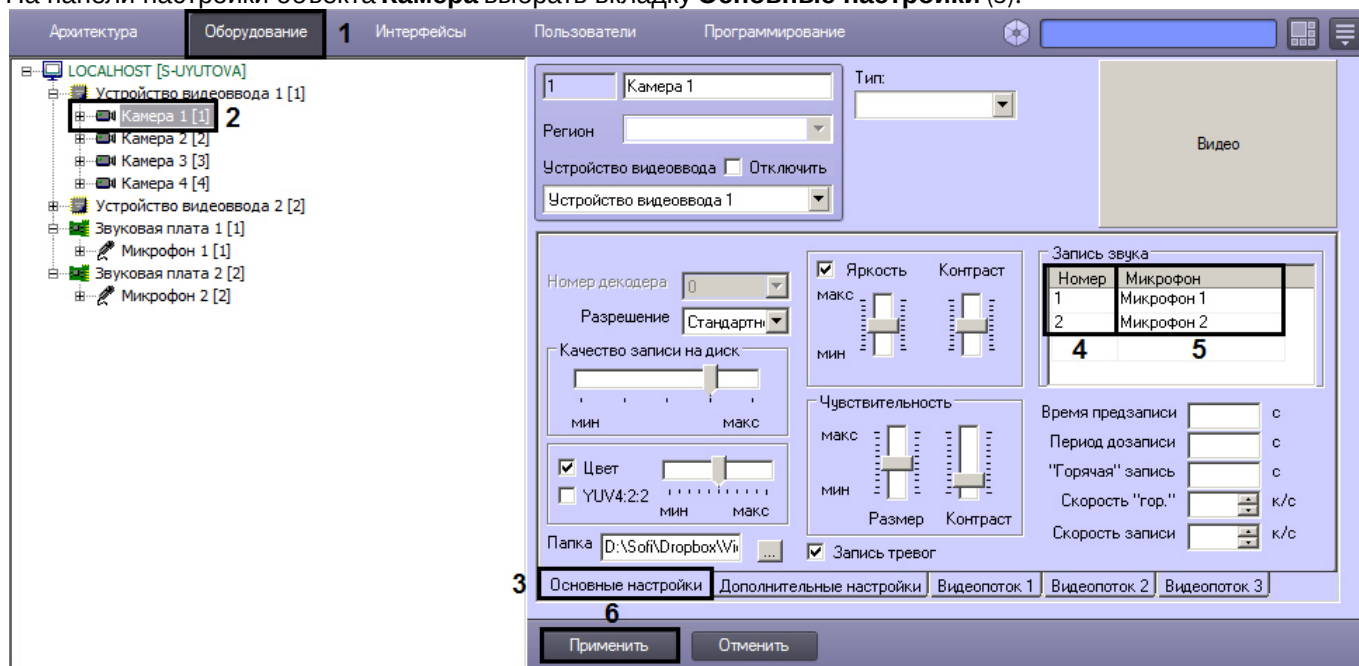 На панели настройки объекта Камера выбрать вкладку Основные настройки (3).
Архитектура Оборудование 1 Интерфейсы Пользователи Программирование
LOCALHOST [S-UYUTOVA]
Устройство видеоввода 1 [1]
Камера 1 [1] 2
Камера 2 [2]
Камера 3 [3]
Камера 4 [4]
Устройство видеоввода 2 [2]
Звуковая плата 1 [1]
Микрофон 1 [1]
Звуковая плата 2 [2]
Микрофон 2 [2]
1 Камера 1
Тип:
Регион
Устройство видеоввода Отключить
Устройство видеоввода 1
Видео
Номер декодера 0
Разрешение Стандартн
Качество записи на диск
мин макс
Цвет
YUV4:2:2
мин макс
Папка D:\Sofi\Dropbox\Vi ...
Яркость Контраст
макс
мин
Чувствительность
макс
мин
Размер Контраст
Запись тревог
Запись звука
Номер Микрофон
1 Микрофон 1
2 Микрофон 2
4 5
Время предзаписи с
Период дозаписи с
"Горячая" запись с
Скорость "гор." к/с
Скорость записи к/с
3 Основные настройки Дополнительные настройки Видеопоток 1 Видеопоток 2 Видеопоток 3
6
Применить Отменить